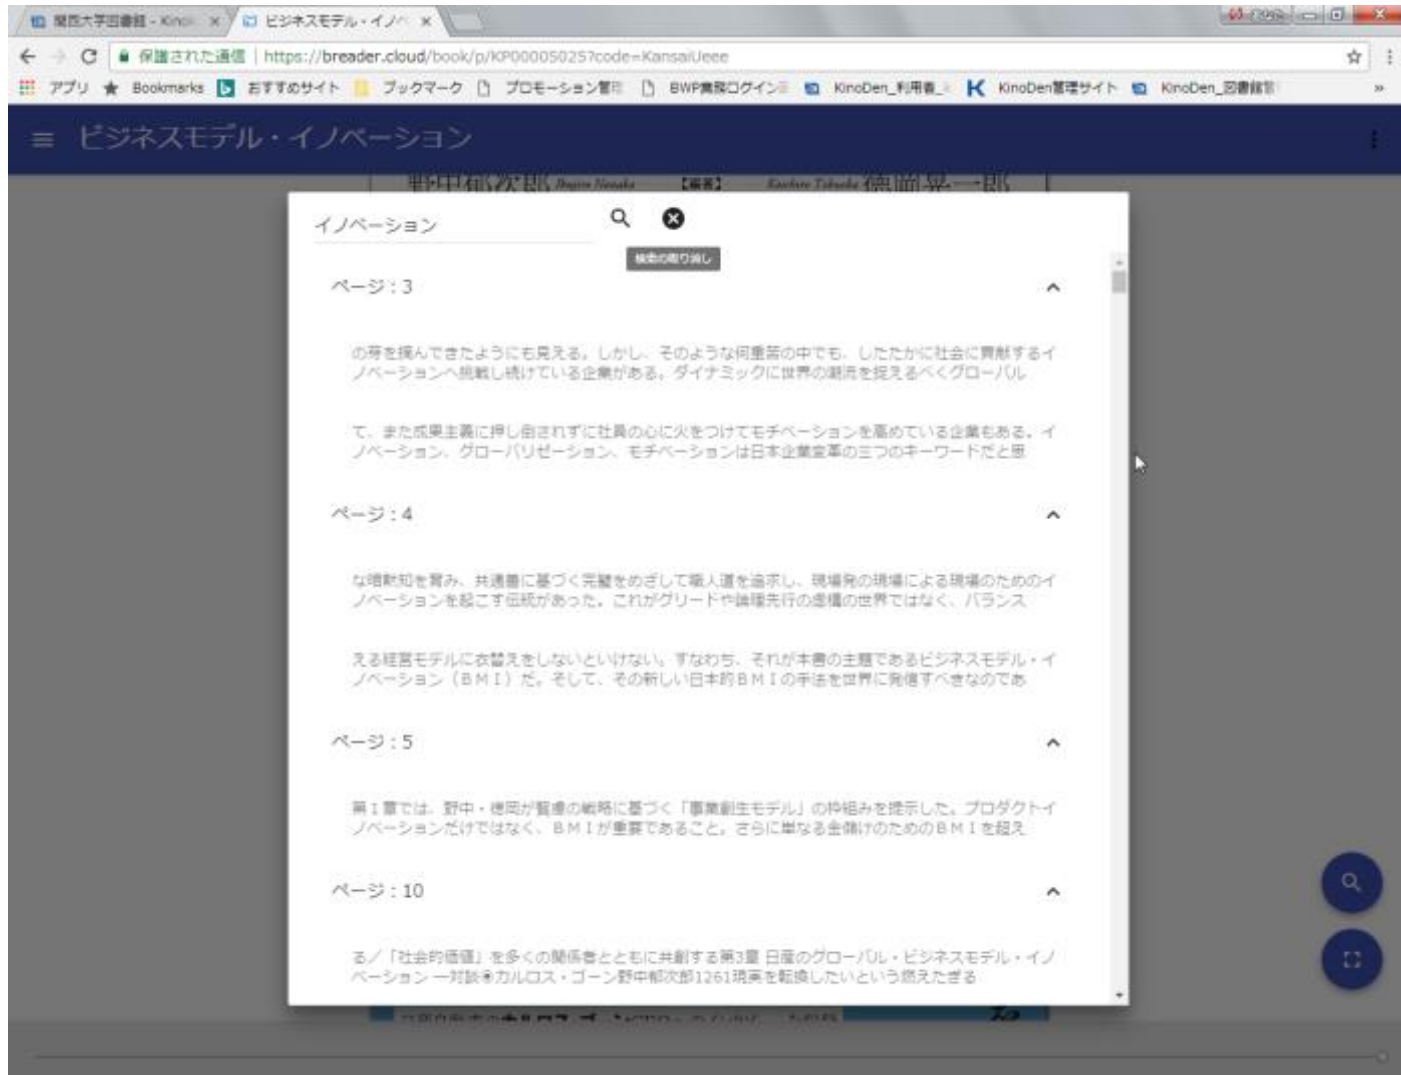 関西大学図書館 - Kino
ビジネスモデル・イノベ
保護された通信 | https://breader.cloud/book/p/KP00005025?code=KansaiUeee
アプリ Bookmarks おすすめサイト ブックマーク プロモーション管理 BWP業務ログイン KinoDen_利用者_ KinoDen管理サイト KinoDen_図書館管 »
ビジネスモデル・イノベーション
野中郁次郎 Ikujiro Nonaka 【編著】 Koichiro Tokuoka 徳岡晃一郎
イノベーション
検索の取り消し
ページ : 3
の芽を摘んできたようにも見える。しかし、そのような何重苦の中でも、したたかに社会に貢献するイ
ノベーションへ挑戦し続けている企業がある。ダイナミックに世界の潮流を捉えるべくグローバル
て、また成果主義に押し倒されずに社員の心に火をつけてモチベーションを高めている企業もある。イ
ノベーション、グローバリゼーション、モチベーションは日本企業変革の三つのキーワードだと思
ページ : 4
な暗黙知を育み、共通善に基づく完璧をめざして職人道を追求し、現場発の現場による現場のためのイ
ノベーションを起こす伝統があった。これがグリードや論理先行の虚構の世界ではなく、バランス
える経営モデルに衣替えをしないといけない。すなわち、それが本書の主題であるビジネスモデル・イ
ノベーション（ＢＭＩ）だ。そして、その新しい日本的ＢＭＩの手法を世界に発信すべきなのであ
ページ : 5
第１章では、野中・徳岡が賢慮の戦略に基づく「事業創生モデル」の枠組みを提示した。プロダクトイ
ノベーションだけではなく、ＢＭＩが重要であること。さらに単なる金儲けのためのＢＭＩを超え
ページ : 10
る／「社会的価値」を多くの関係者とともに共創する第3章 日産のグローバル・ビジネスモデル・イノ
ベーション ―対談◉カルロス・ゴーン野中郁次郎1261現実を転換したいという燃えたぎる